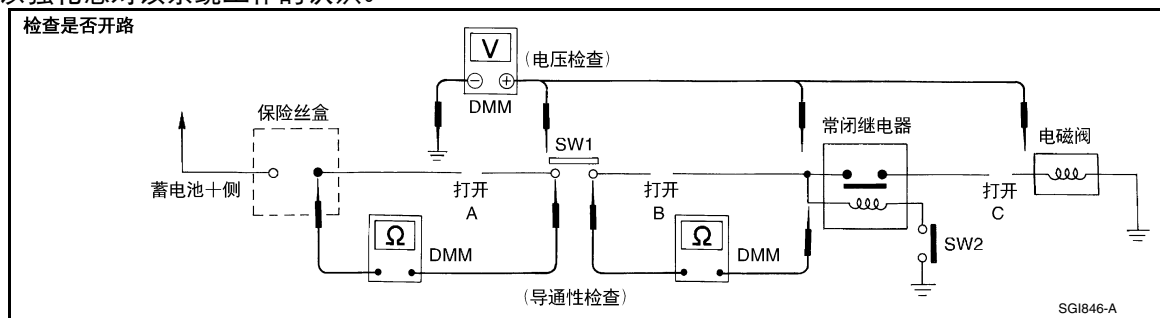 检查是否开路
V
(电压检查)
DMM
保险丝盒
SW1
常闭继电器
电磁阀
蓄电池十侧
打开
A
打开
B
打开
C
Ω
DMM
Ω
DMM
SW2
(导通性检查)
SGI846-A